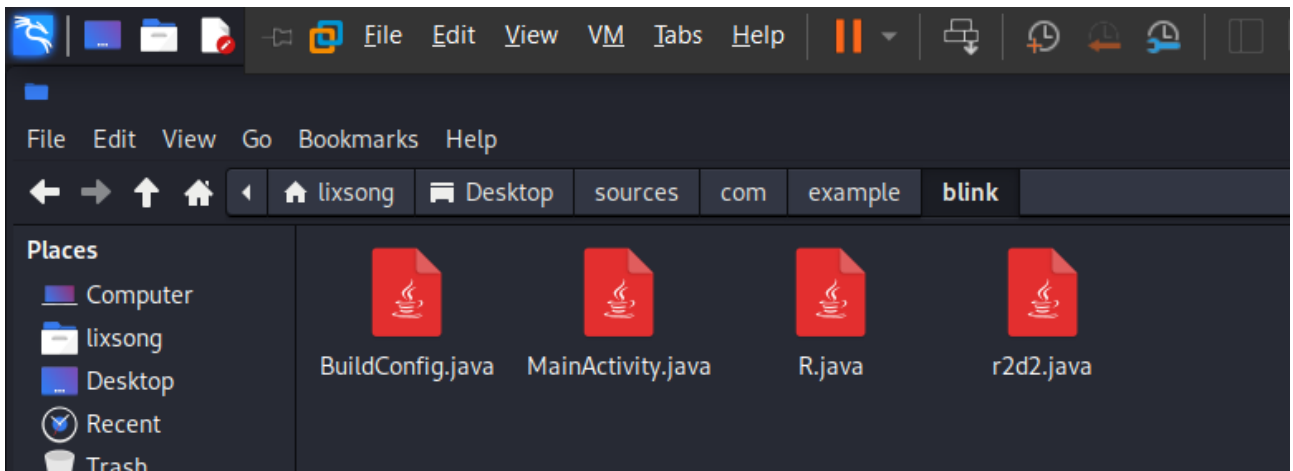 File Edit View VM Tabs Help
File Edit View Go Bookmarks Help
lixsong Desktop sources com example blink
Places
Computer
lixsong
Desktop
Recent
Trash
BuildConfig.java MainActivity.java R.java r2d2.java